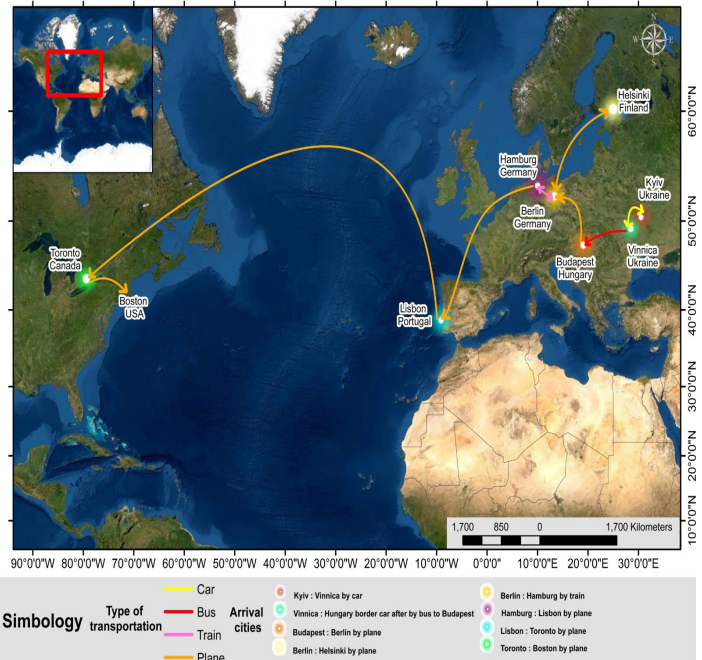 N
W
E
S
Helsinki
Finland
Hamburg
Germany
Kyiv
Ukraine
Berlin
Germany
Vinnica
Ukraine
Budapest
Hungary
Toronto
Canada
Boston
USA
Lisbon
Portugal
60°0'0"N
50°0'0"N
40°0'0"N
30°0'0"N
20°0'0"N
10°0'0"N
1,700 850 0 1,700 Kilometers
90°0'0"W 80°0'0"W 70°0'0"W 60°0'0"W 50°0'0"W 40°0'0"W 30°0'0"W 20°0'0"W 10°0'0"W 0°0'0" 10°0'0"E 20°0'0"E 30°0'0"E
Simbology
Type of
transportation
Car
Bus
Train
Plane
Arrival
cities
Kyiv : Vinnica by car
Vinnica : Hungary border car after by bus to Budapest
Budapest : Berlin by plane
Berlin : Helsinki by plane
Berlin : Hamburg by train
Hamburg : Lisbon by plane
Lisbon : Toronto by plane
Toronto : Boston by plane